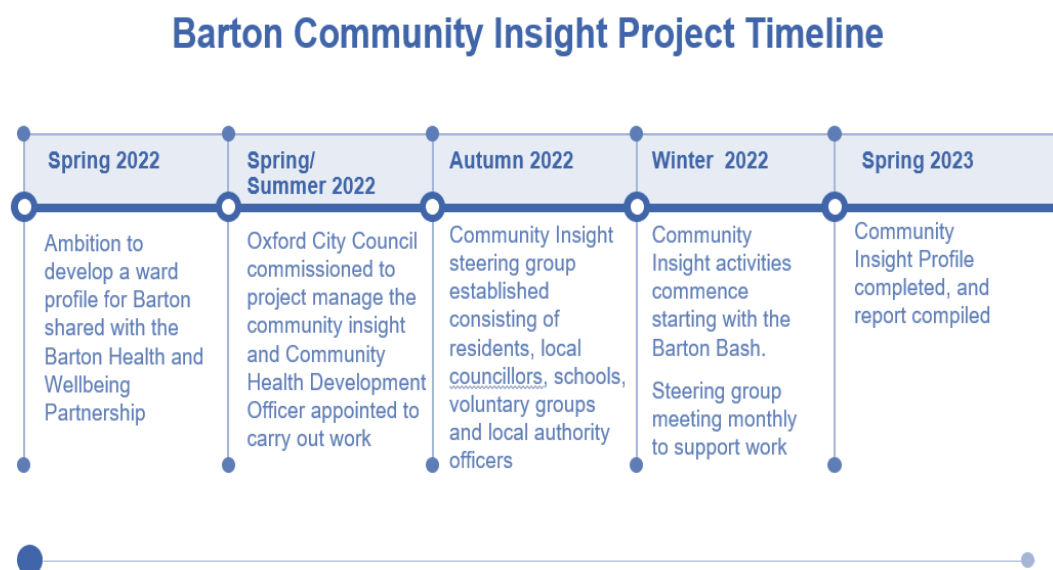 Barton Community Insight Project Timeline
Spring 2022
Ambition to
develop a ward
profile for Barton
shared with the
Barton Health and
Wellbeing
Partnership
Spring/
Summer 2022
Oxford City Council
commissioned to
project manage the
community insight
and Community
Health Development
Officer appointed to
carry out work
Autumn 2022
Community Insight
steering group
established
consisting of
residents, local
councillors, schools,
voluntary groups
and local authority
officers
Winter 2022
Community
Insight activities
commence
starting with the
Barton Bash.
Steering group
meeting monthly
to support work
Spring 2023
Community
Insight Profile
completed, and
report compiled